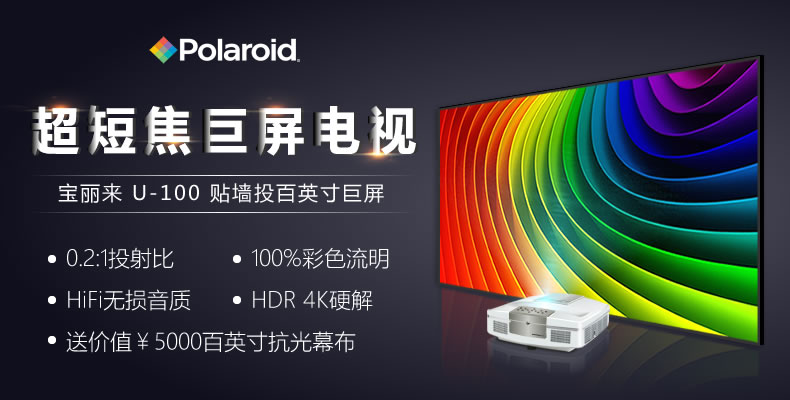 Polaroid
超短焦巨屏电视
宝丽来 U-100 贴墙投百英寸巨屏
• 0.2:1投射比 • 100%彩色流明
• HiFi无损音质 • HDR 4K硬解
• 送价值￥5000百英寸抗光幕布